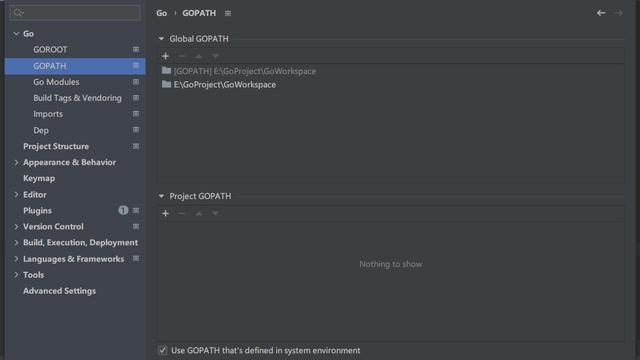 Go › GOPATH
Go
GOROOT
GOPATH
Go Modules
Build Tags & Vendoring
Imports
Dep
Project Structure
Appearance & Behavior
Keymap
Editor
Plugins 1
Version Control
Build, Execution, Deployment
Languages & Frameworks
Tools
Advanced Settings
Global GOPATH
[GOPATH] E:\GoProject\GoWorkspace
E:\GoProject\GoWorkspace
Project GOPATH
Nothing to show
Use GOPATH that's defined in system environment